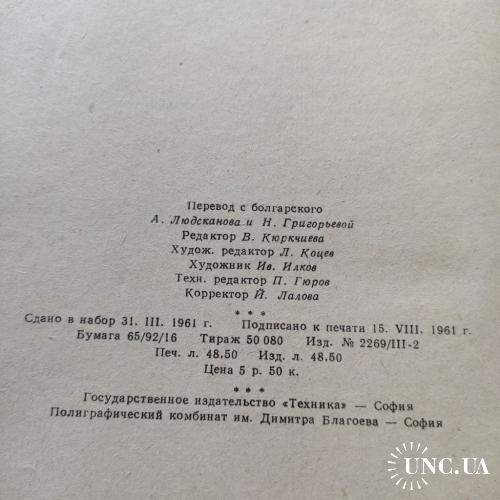 Перевод с болгарского
А. Людсканова и Н. Григорьевой
Редактор В. Кюркчиева
Худож. редактор Л. Коцев
Художник Ив. Илков
Техн. редактор П. Гюров
Корректор Й. Лалова
* * *
Сдано в набор 31. III. 1961 г. Подписано к печати 15. VIII. 1961 г.
Бумага 65/92/16 Тираж 50 080 Изд. № 2269/III-2
Печ. л. 48,50 Изд. л. 48,50
Цена 5 р. 50 к.
* * *
Государственное издательство «Техника» — София
Полиграфический комбинат им. Димитра Благоева — София
UNC.UA